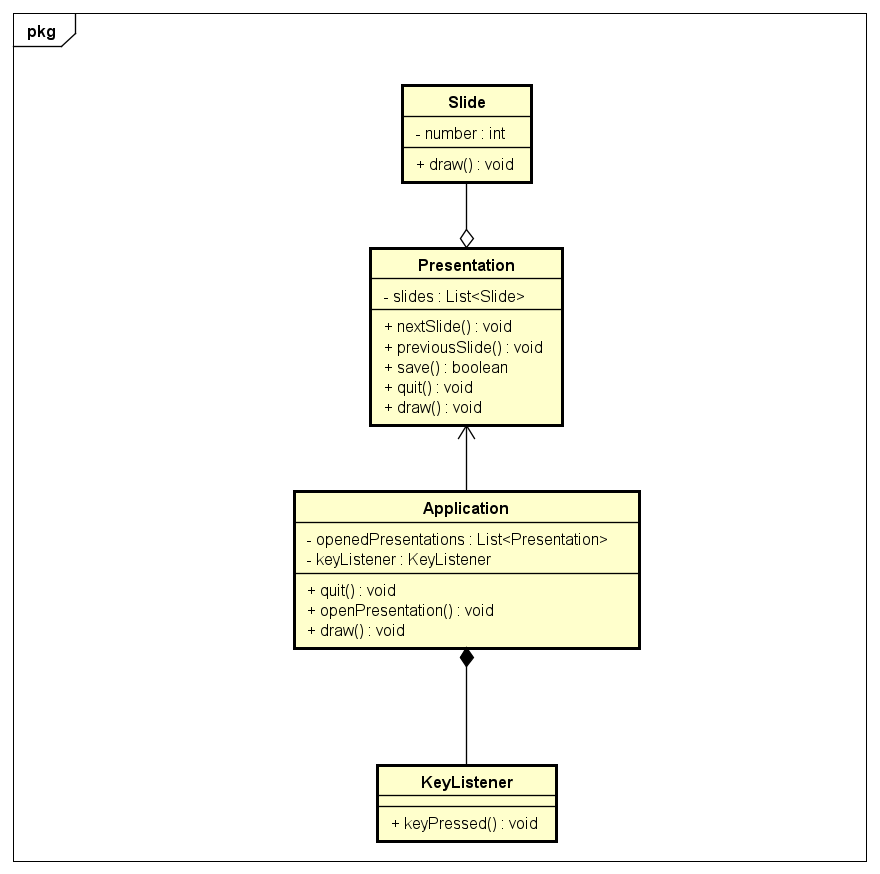 pkg
Slide
- number : int
+ draw() : void
Presentation
- slides : List<Slide>
+ nextSlide() : void
+ previousSlide() : void
+ save() : boolean
+ quit() : void
+ draw() : void
Application
- openedPresentations : List<Presentation>
- keyListener : KeyListener
+ quit() : void
+ openPresentation() : void
+ draw() : void
KeyListener
+ keyPressed() : void